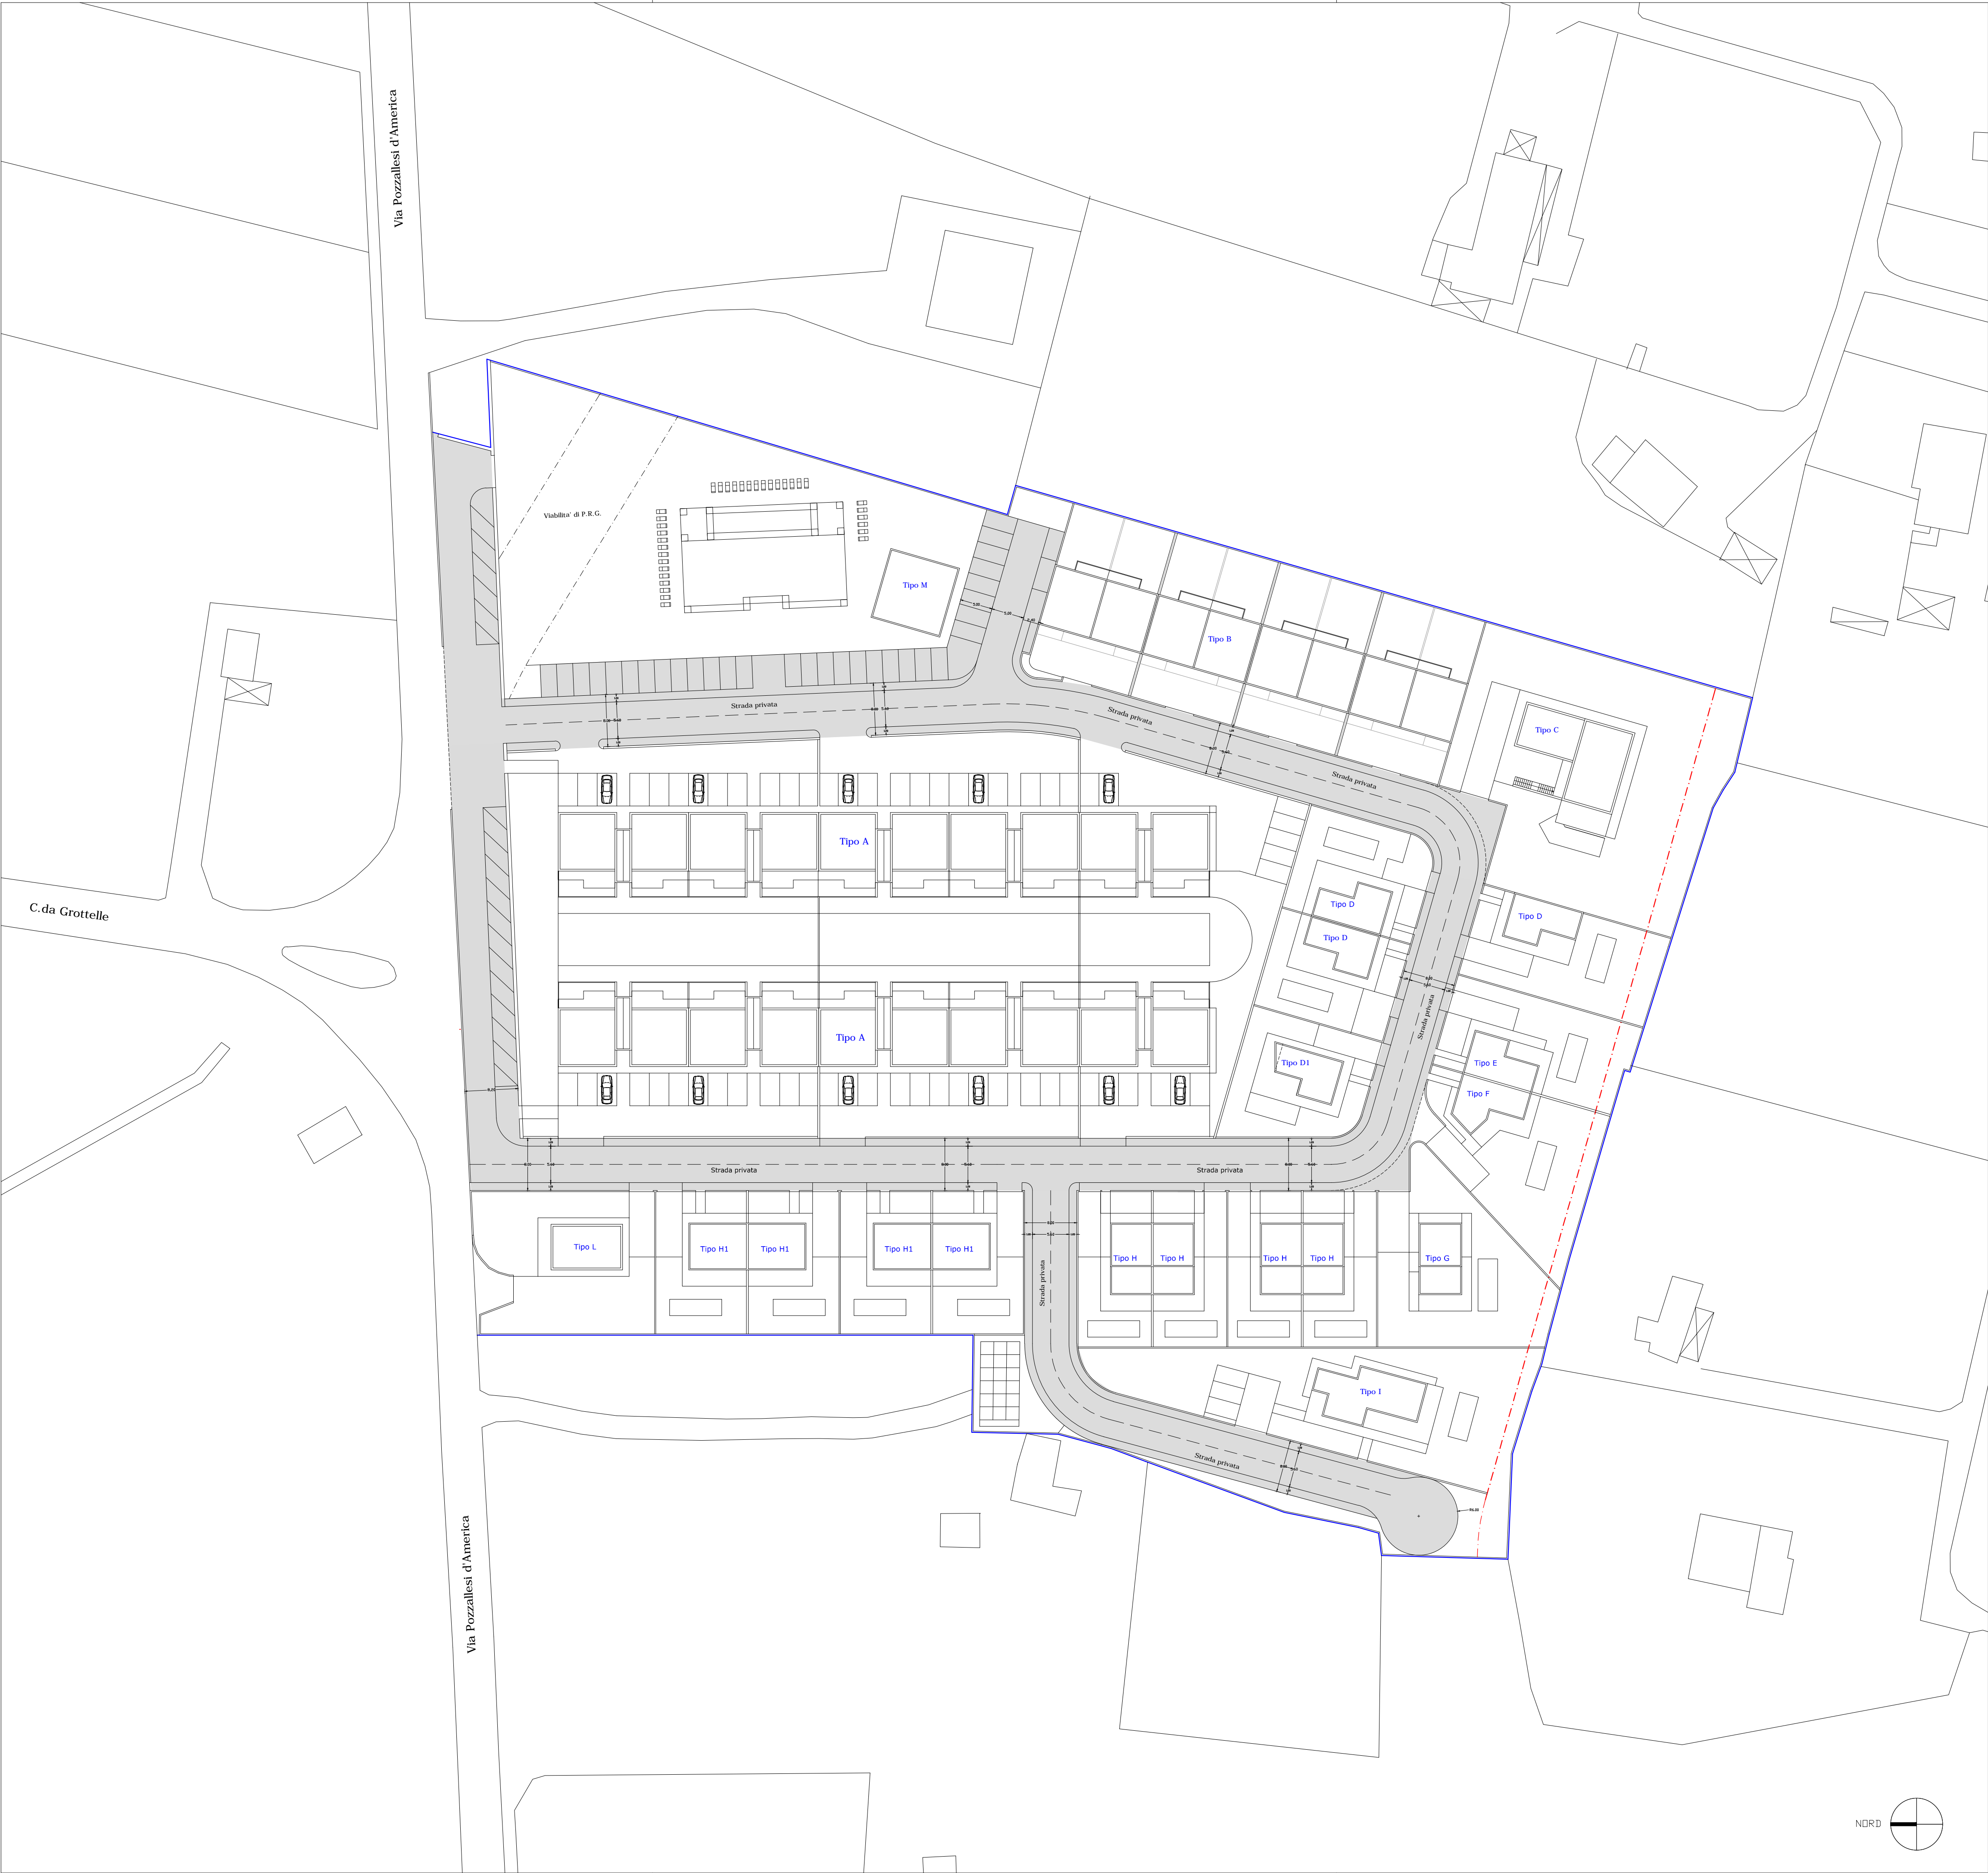 Via Pozzallesi d'America
Viabilita' di P.R.G.
Tipo M
Tipo B
Strada privata
Strada privata
Strada privata
Tipo C
Tipo A
Tipo D
Tipo D
Tipo D
C.da Grottelle
Strada privata
Tipo A
Tipo D1
Tipo E
Tipo F
Strada privata
Strada privata
Tipo L
Tipo H1
Tipo H1
Tipo H1
Tipo H1
Strada privata
Tipo H
Tipo H
Tipo H
Tipo H
Tipo G
Tipo I
Strada privata
Via Pozzallesi d'America
NORD